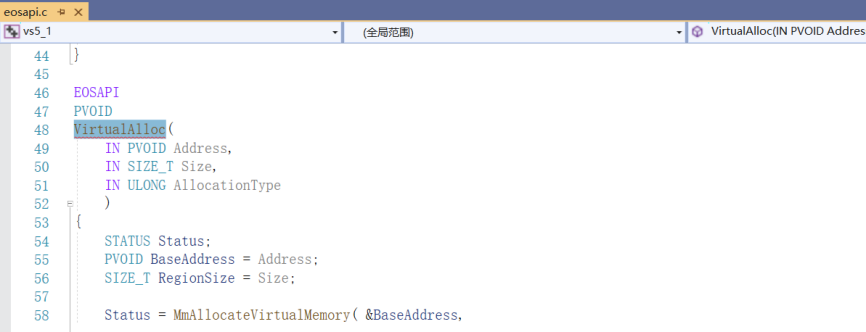 eosapi.c
vs5_1 (全局范围) VirtualAlloc(IN PVOID Addres
44 }
45
46 EOSAPI
47 PVOID
48 VirtualAlloc(
49 IN PVOID Address,
50 IN SIZE_T Size,
51 IN ULONG AllocationType
52 )
53 {
54 STATUS Status;
55 PVOID BaseAddress = Address;
56 SIZE_T RegionSize = Size;
57
58 Status = MmAllocateVirtualMemory( &BaseAddress,